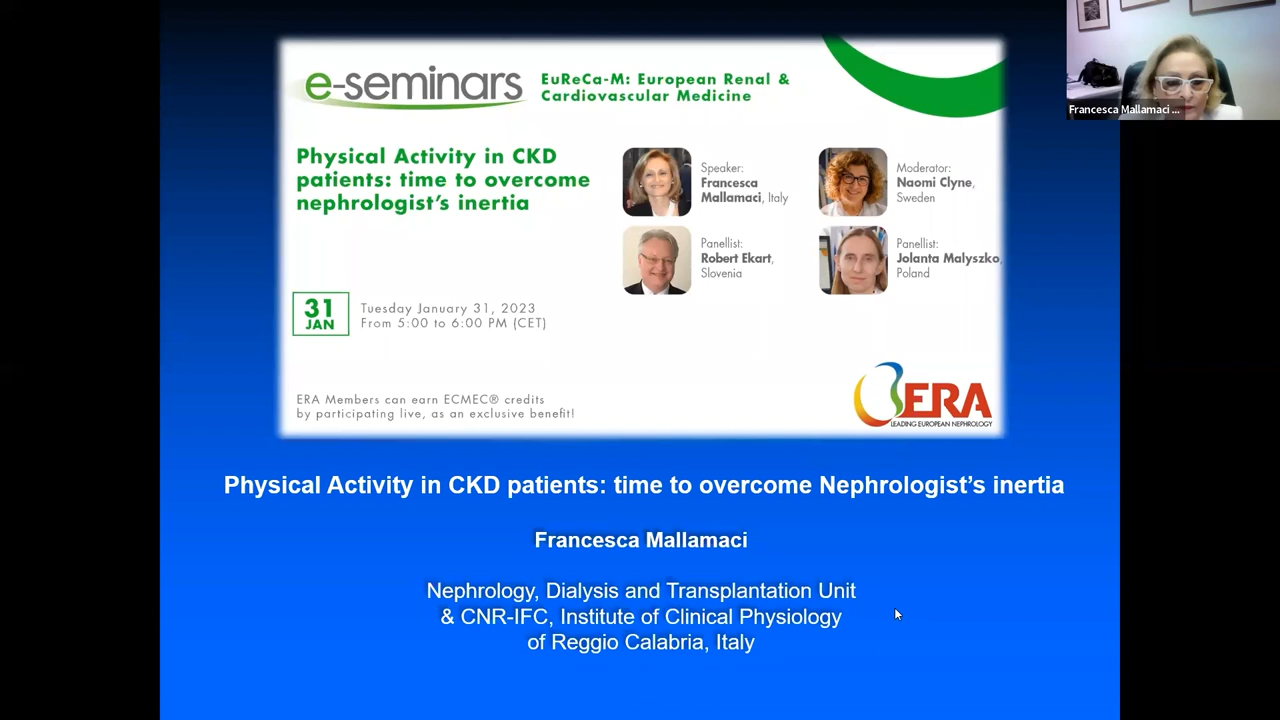 e-seminars
EuReCa-M: European Renal &
Cardiovascular Medicine
Physical Activity in CKD
patients: time to overcome
nephrologist's inertia
Speaker:
Francesca
Mallamaci, Italy
Moderator:
Naomi Clyne,
Sweden
Panellist:
Robert Ekart,
Slovenia
Panellist:
Jolanta Malyszko,
Poland
31
JAN
Tuesday January 31, 2023
From 5:00 to 6:00 PM (CET)
ERA Members can earn ECMEC® credits
by participating live, as an exclusive benefit!
ERA
LEADING EUROPEAN NEPHROLOGY
Francesca Mallamaci ...
Physical Activity in CKD patients: time to overcome Nephrologist's inertia
Francesca Mallamaci
Nephrology, Dialysis and Transplantation Unit
& CNR-IFC, Institute of Clinical Physiology
of Reggio Calabria, Italy